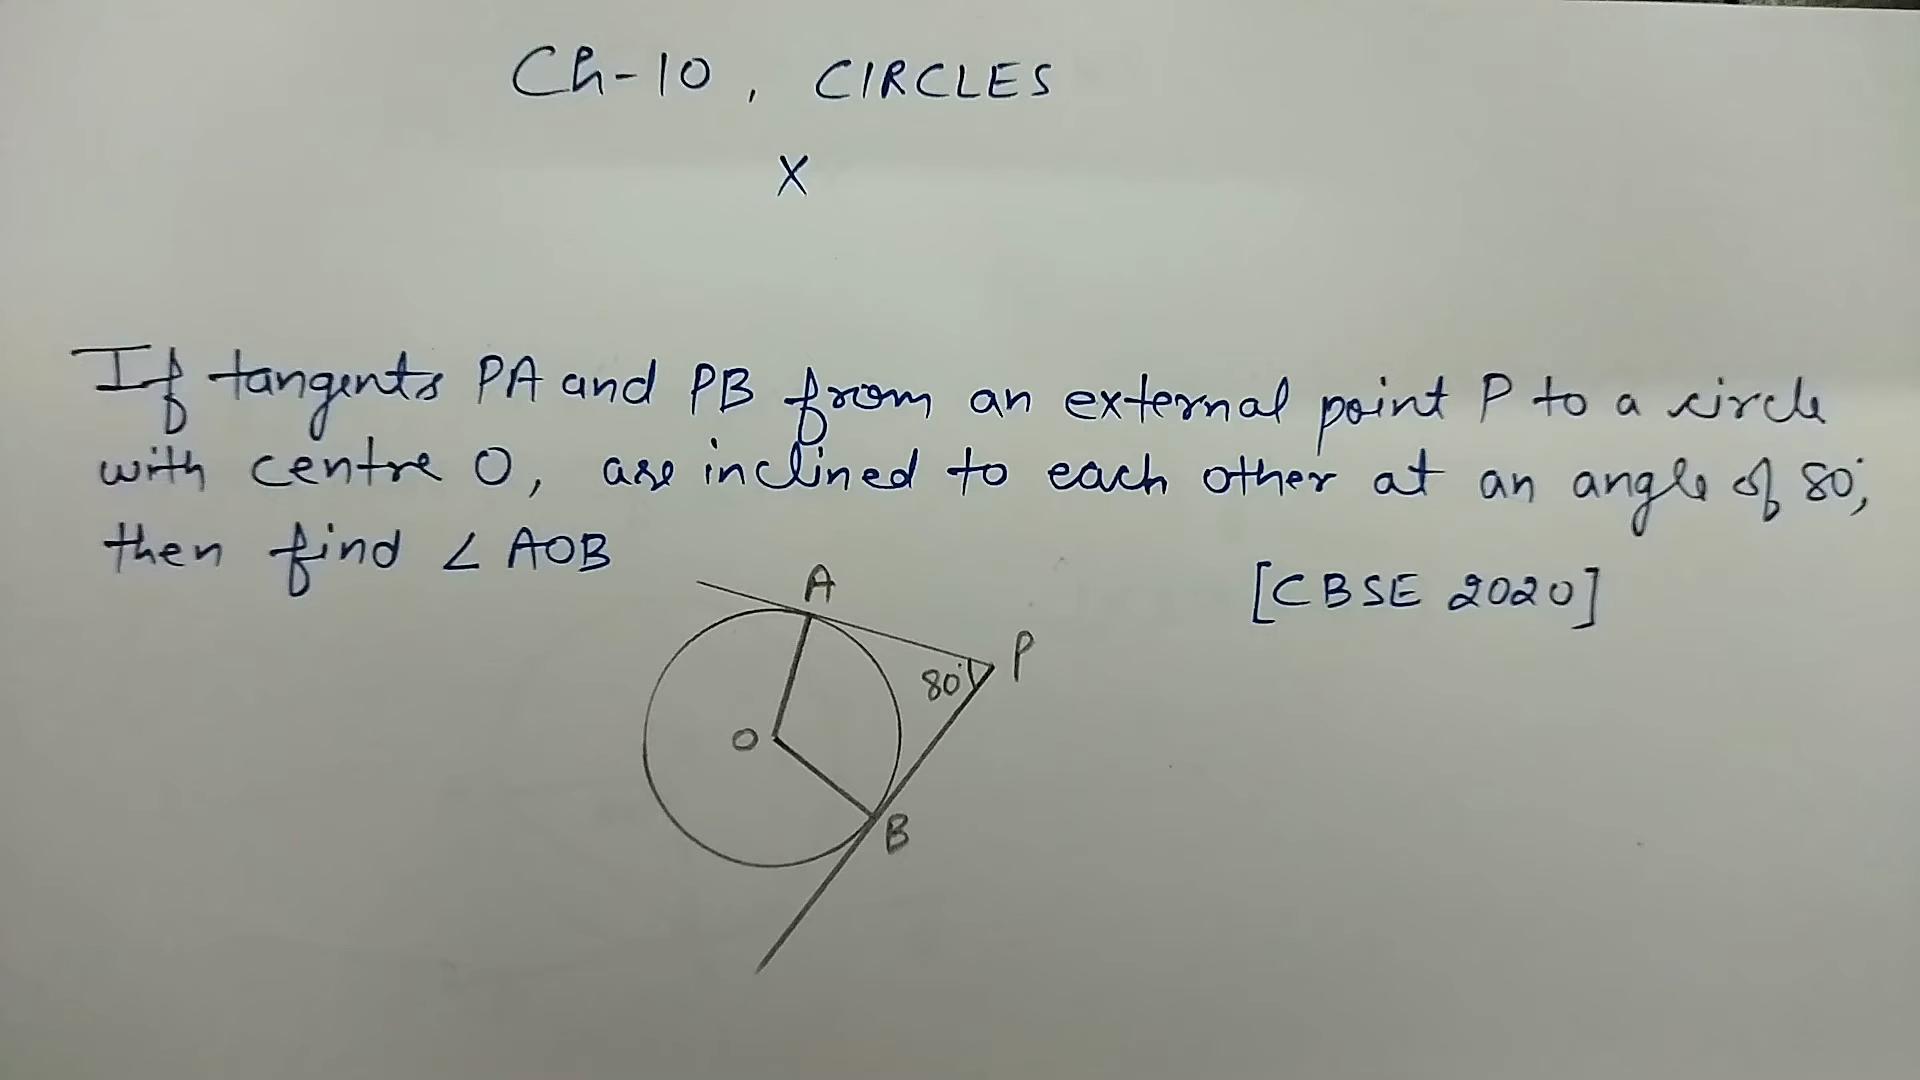 Ch-10, CIRCLES
X
If tangents PA and PB from an external point P to a circle
with centre O, are inclined to each other at an angle of 80°,
then find ∠AOB
[CBSE 2020]
A
P
80°
O
B